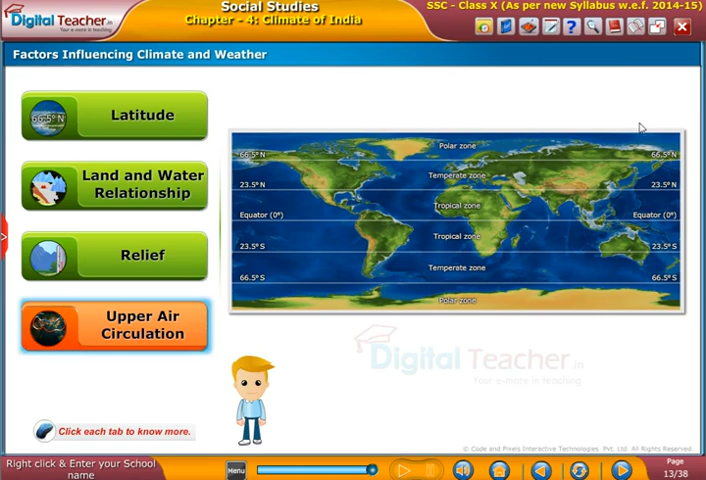 Digital Teacher.in
Your e-mate in teaching
Social Studies
Chapter - 4: Climate of India
SSC - Class X (As per new Syllabus w.e.f. 2014-15)
Factors Influencing Climate and Weather
66.5° N
Latitude
Land and Water
Relationship
Relief
Upper Air
Circulation
Polar zone
66.5° N
66.5° N
Temperate zone
23.5° N
23.5° N
Tropical zone
Equator (0°)
Equator (0°)
Tropical zone
23.5° S
23.5° S
Temperate zone
66.5° S
66.5° S
Polar zone
Digital Teacher.in
Your e-mate in teaching
Click each tab to know more.
© Code and Pixels Interactive Technologies Pvt. Ltd. All Rights Reserved.
Right click & Enter your School
name
Menu
Page
13/38